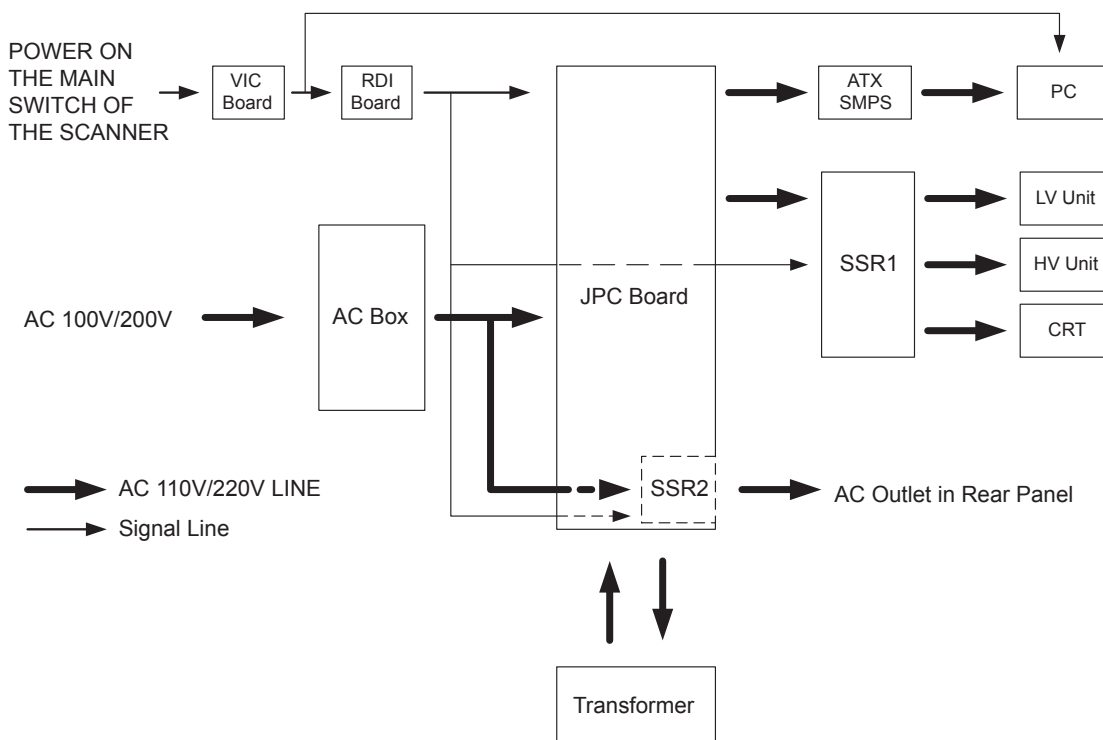 POWER ON
THE MAIN
SWITCH OF
THE SCANNER
VIC
Board
RDI
Board
ATX
SMPS
PC
LV Unit
SSR1
HV Unit
JPC Board
AC 100V/200V
AC Box
CRT
AC 110V/220V LINE
SSR2
AC Outlet in Rear Panel
Signal Line
Transformer